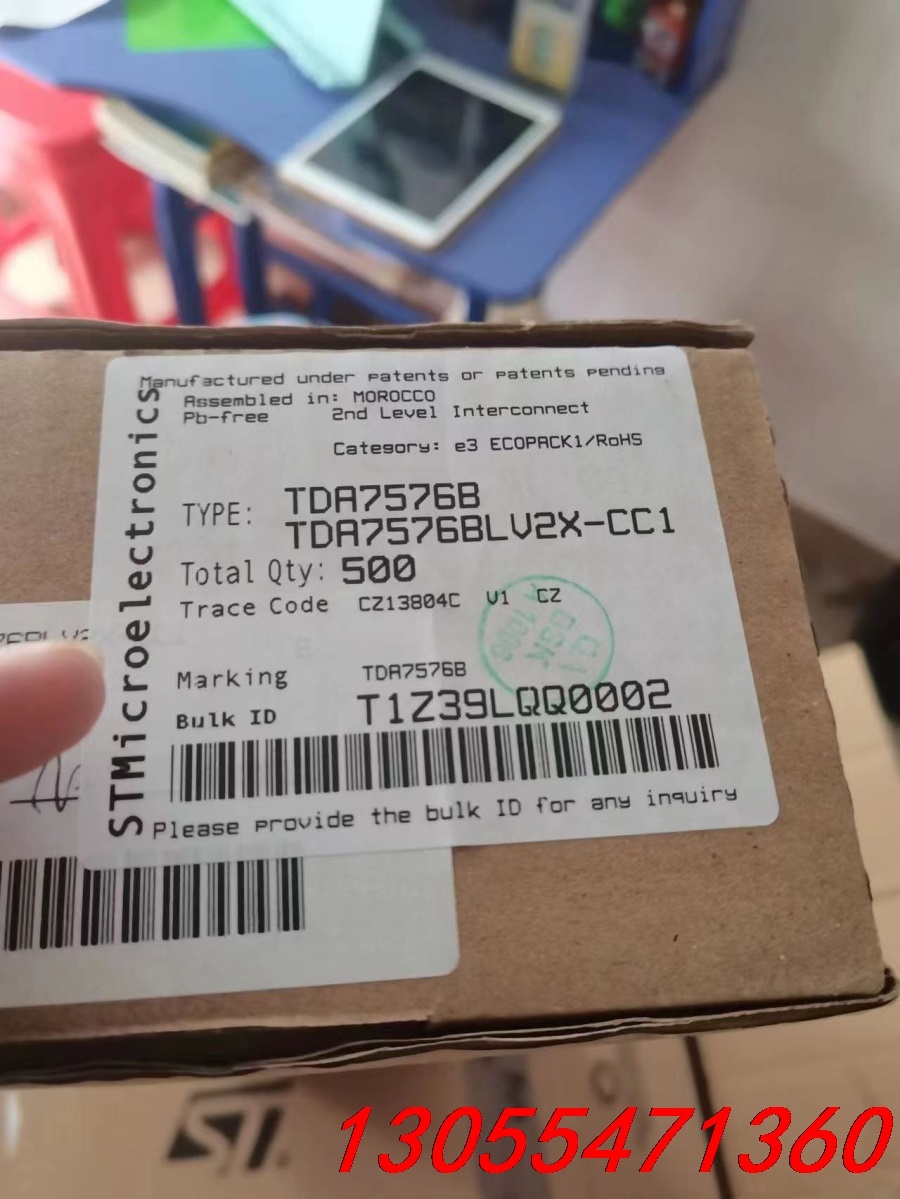 Manufactured under patents or patents pending
Assembled in: MOROCCO
Pb-free 2nd Level Interconnect
Category: e3 ECOPACK1/RoHS
STMicroelectronics
TYPE: TDA7576B
TDA7576BLV2X-CC1
Total Qty: 500
Trace Code CZ13804C V1 CZ
Marking TDA7576B
Bulk ID T1Z39LQQ0002
Please provide the bulk ID for any inquiry
ST
13055471360